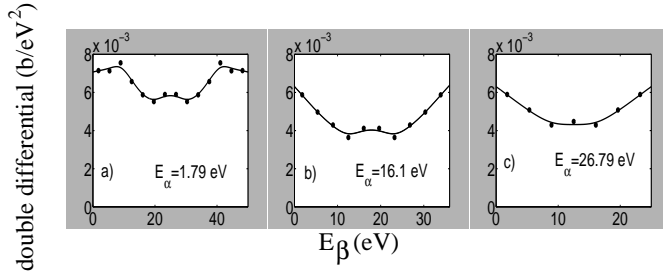 double differential (b/eV²)
x 10⁻³
8
6
4
2
0
0 20 40
a)
E_α=1.79 eV
x 10⁻³
8
6
4
2
0
0 10 20 30
b)
E_α=16.1 eV
x 10⁻³
8
6
4
2
0
0 10 20
c)
E_α=26.79 eV
E_β (eV)